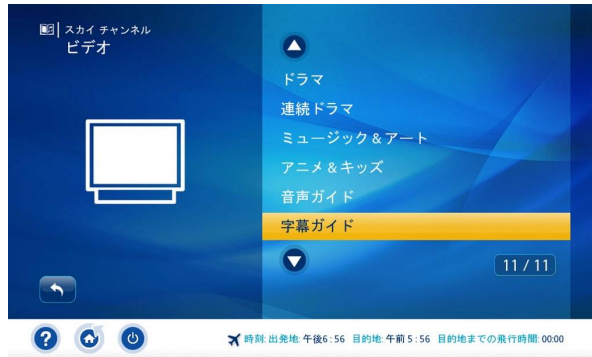 スカイ チャンネル
ビデオ
ドラマ
連続ドラマ
ミュージック&アート
アニメ&キッズ
音声ガイド
字幕ガイド
11 / 11
?
時刻: 出発地: 午後6 : 56 目的地: 午前 5 : 56 目的地までの飛行時間: 00:00